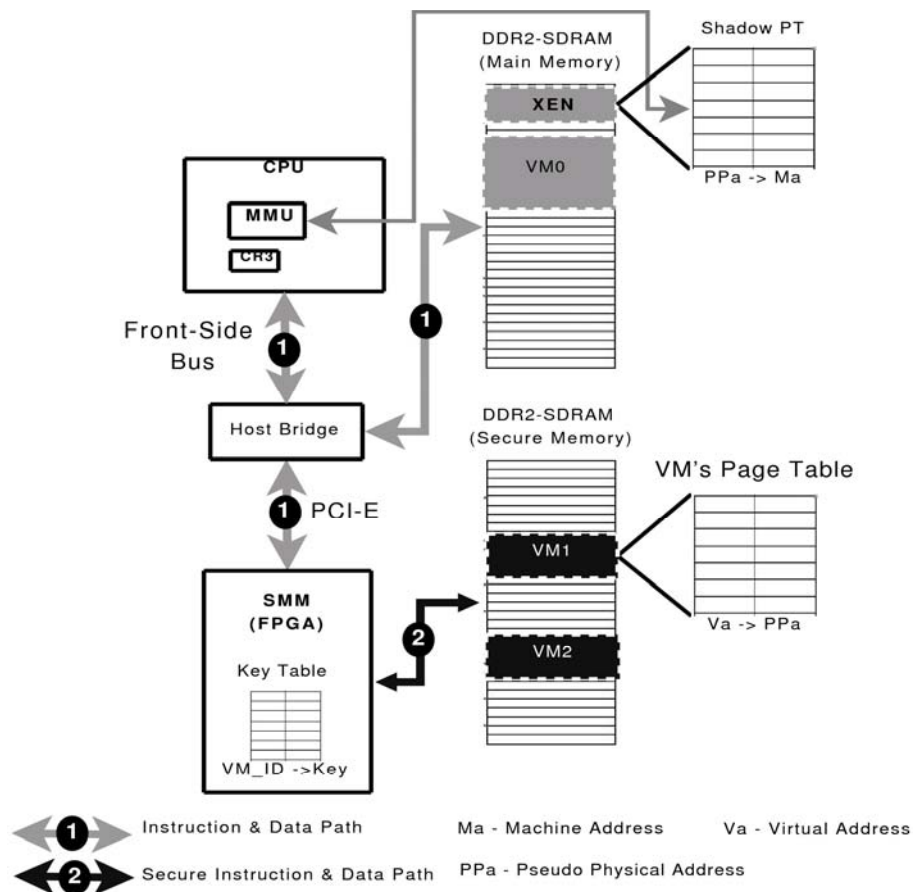 Shadow PT
DDR2-SDRAM
(Main Memory)
XEN
PPa -> Ma
VM0
CPU
MMU
CR3
1
Front-Side
Bus
1
Host Bridge
DDR2-SDRAM
(Secure Memory)
VM's Page Table
1 PCI-E
VM1
SMM
(FPGA)
Va -> PPa
2
VM2
Key Table
VM_ID ->Key
1 Instruction & Data Path Ma - Machine Address Va - Virtual Address
2 Secure Instruction & Data Path PPa - Pseudo Physical Address